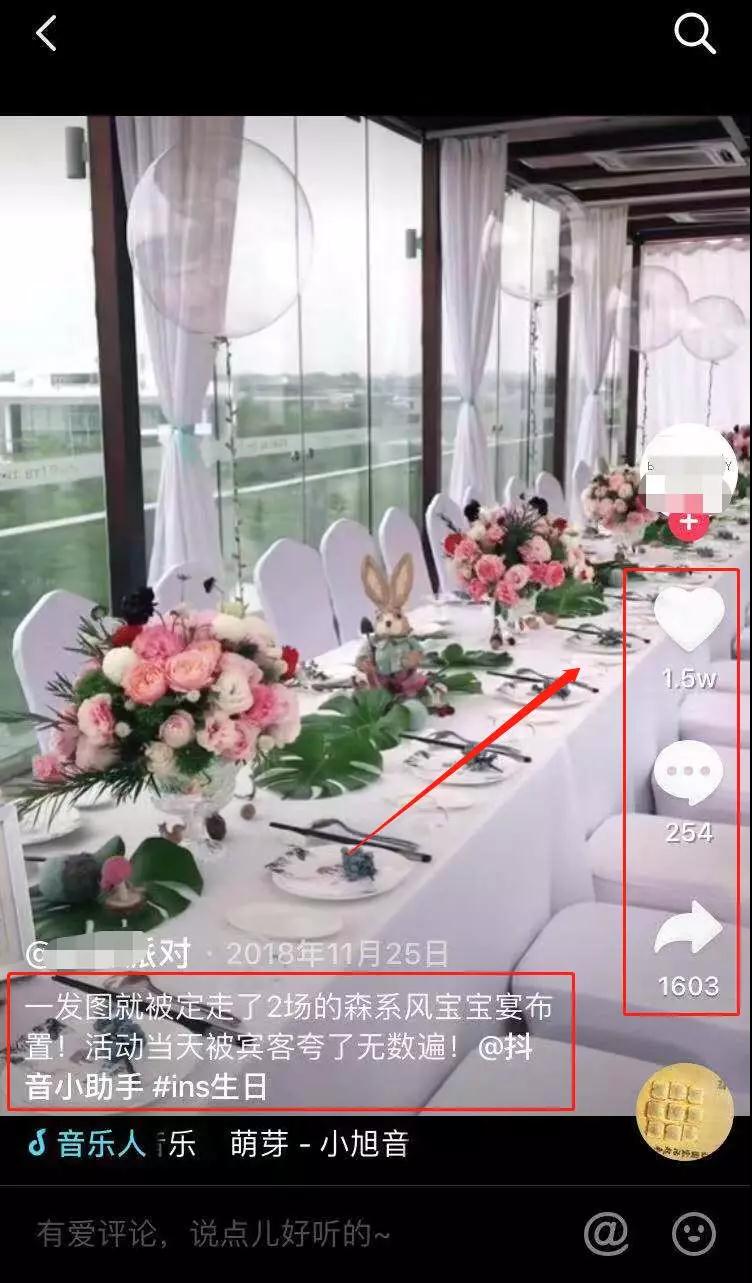 派对 · 2018年11月25日
一发图就被定走了2场的森系风宝宝宴布
置！活动当天被宾客夸了无数遍！@抖
音小助手 #ins生日
1.5w
254
1603
音乐人 乐 萌芽 - 小旭音
有爱评论，说点儿好听的~